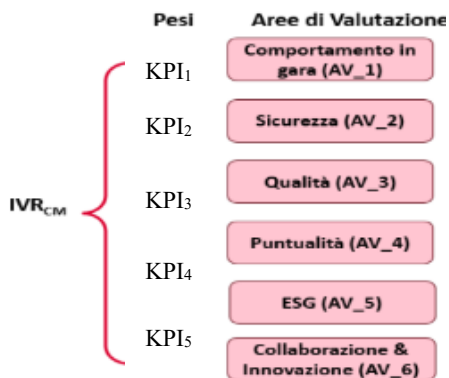 Pesi Aree di Valutazione
Comportamento in
gara (AV_1)
KPI1
KPI2
Sicurezza (AV_2)
Qualità (AV_3)
KPI3
IVRCM
Puntualità (AV_4)
KPI4
ESG (AV_5)
KPI5
Collaborazione &
Innovazione (AV_6)